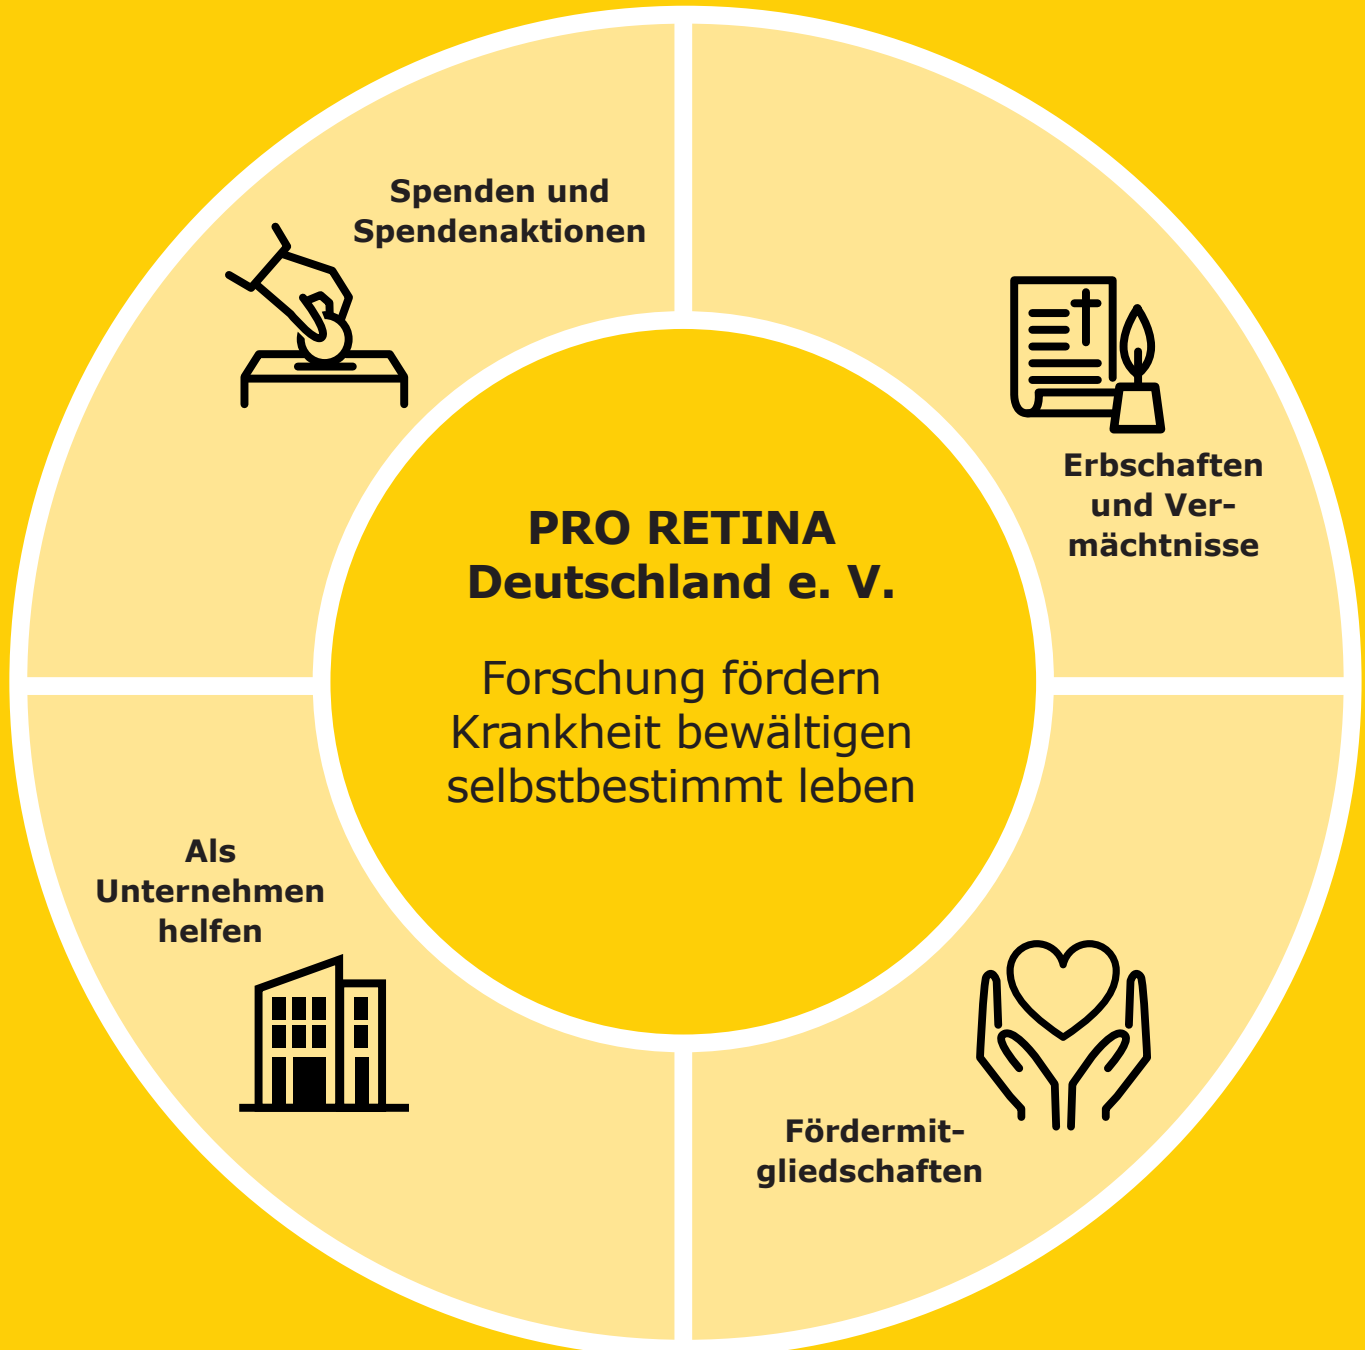 Spenden und
Spendenaktionen
Erbschaften
und Ver-
mächtnisse
PRO RETINA
Deutschland e. V.
Forschung fördern
Krankheit bewältigen
selbstbestimmt leben
Als
Unternehmen
helfen
Fördermit-
gliedschaften